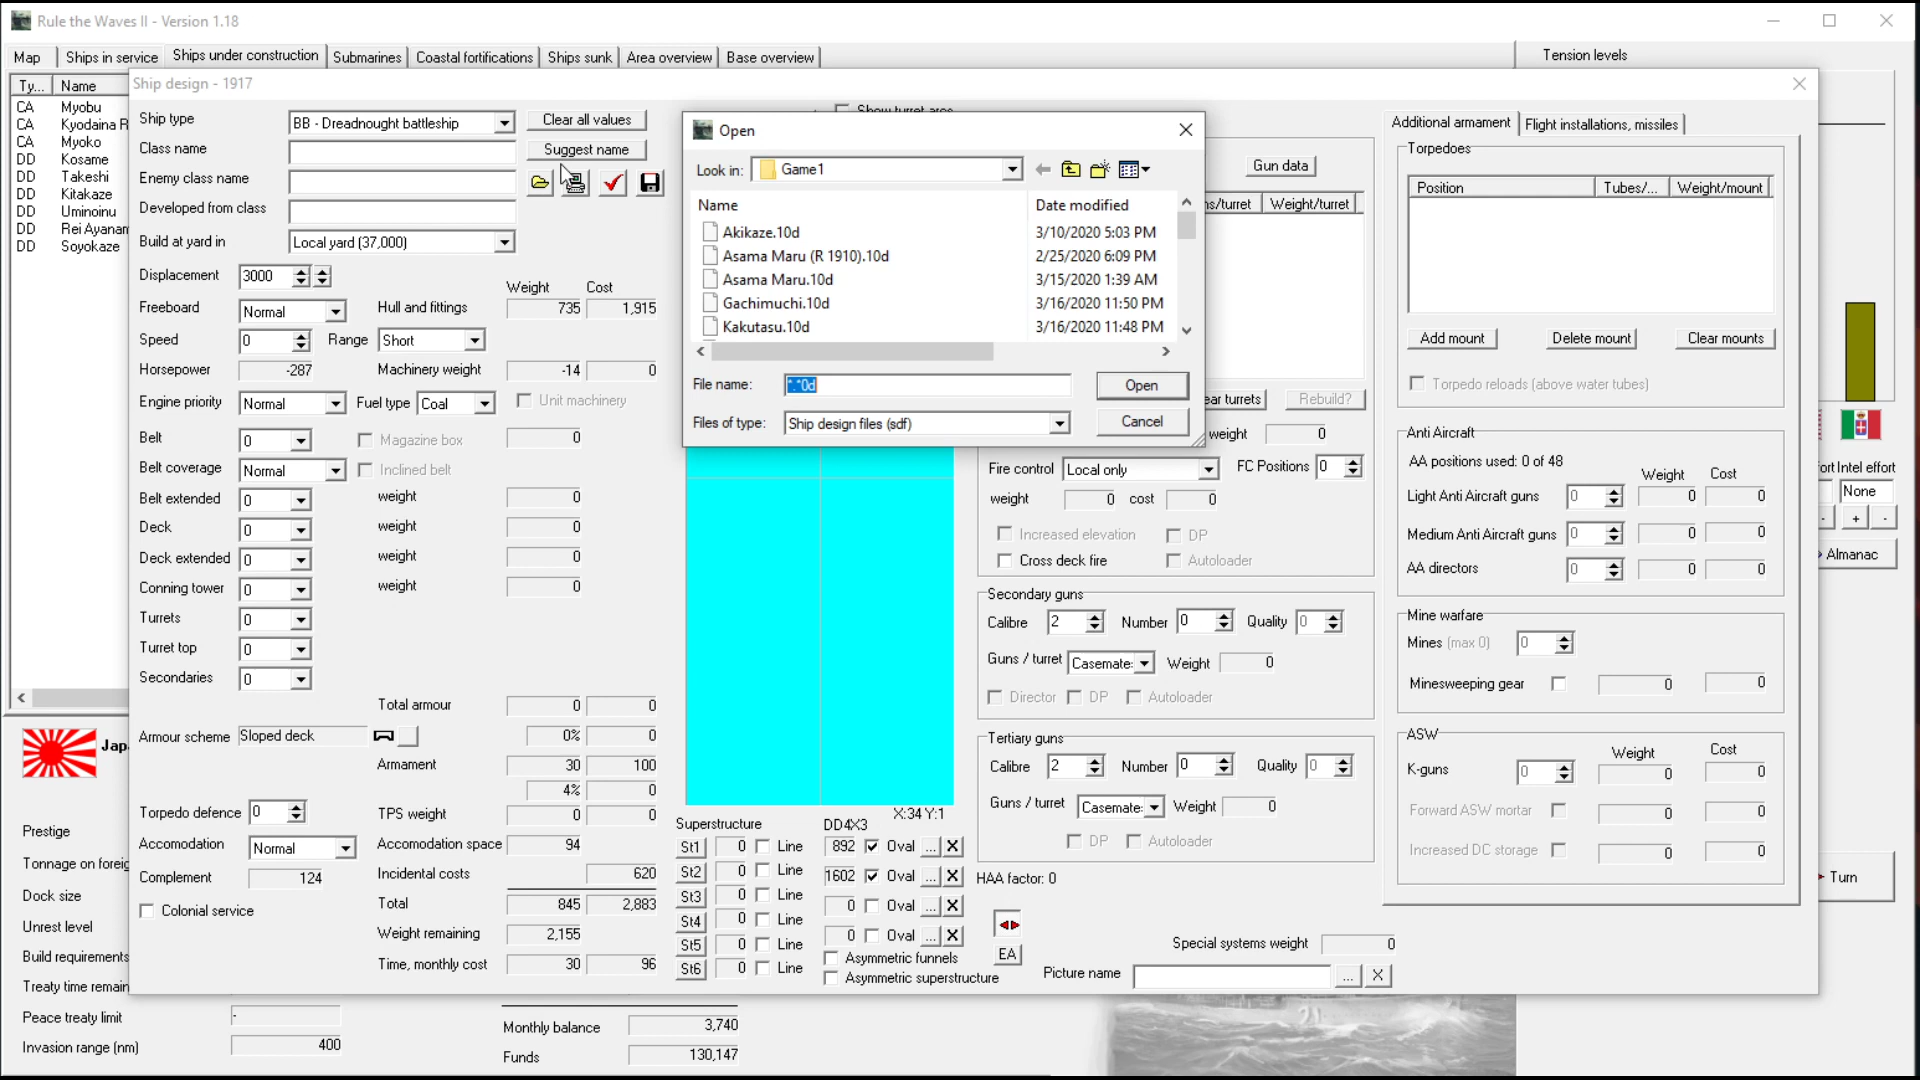 Rule the Waves II - Version 1.18
Map
Ships in service
Ships under construction
Submarines
Coastal fortifications
Ships sunk
Area overview
Base overview
Tension levels
Ty... Name
CA Myobu
CA Kyodaina R
CA Myoko
DD Kosame
DD Takeshi
DD Kitakaze
DD Uminoinu
DD Rei Ayanam
DD Soyokaze
Ship design - 1917
Ship type BB - Dreadnought battleship Clear all values
Class name Suggest name
Enemy class name
Developed from class
Build at yard in Local yard (37,000)
Displacement 3000
Weight Cost
Freeboard Normal Hull and fittings 735 1,915
Speed 0 Range Short
Horsepower -287 Machinery weight -14 0
Engine priority Normal Fuel type Coal Unit machinery
Belt 0 Magazine box 0
Belt coverage Normal Inclined belt
Belt extended 0 weight 0
Deck 0 weight 0
Deck extended 0 weight 0
Conning tower 0 weight 0
Turrets 0
Turret top 0
Secondaries 0
Total armour 0 0
Armour scheme Sloped deck 0% 0
Armament 30 100
4% 0
Torpedo defence 0 TPS weight 0 0
Accomodation Normal Accomodation space 94
Complement 124 Incidental costs 620
Colonial service
Total 845 2,883
Weight remaining 2,155
Time, monthly cost 30 96
Show turret arcs
Open
Look in: Game1
Name Date modified
Akikaze.10d 3/10/2020 5:03 PM
Asama Maru (R 1910).10d 2/25/2020 6:09 PM
Asama Maru.10d 3/15/2020 1:39 AM
Gachimuchi.10d 3/16/2020 11:50 PM
Kakutasu.10d 3/16/2020 11:48 PM
File name: *.*0d Open
Files of type: Ship design files (sdf) Cancel
Gun data
ns/turret Weight/turret
ear turrets Rebuild?
weight 0
Fire control Local only FC Positions 0
weight 0 cost 0
Increased elevation DP
Cross deck fire Autoloader
Secondary guns
Calibre 2 Number 0 Quality 0
Guns / turret Casemate: Weight 0
Director DP Autoloader
Tertiary guns
Calibre 2 Number 0 Quality 0
Guns / turret Casemate: Weight 0
DP Autoloader
HAA factor: 0
EA
Special systems weight 0
Picture name ... X
X:34 Y:1
Superstructure DD4X3
St1 0 Line 892 Oval ... X
St2 0 Line 1602 Oval ... X
St3 0 Line 0 Oval ... X
St4 0 Line 0 Oval ... X
St5 0 Line Asymmetric funnels
St6 0 Line Asymmetric superstructure
Additional armament
Flight installations, missiles
Torpedoes
Position Tubes/... Weight/mount
Add mount Delete mount Clear mounts
Torpedo reloads (above water tubes)
Anti Aircraft
AA positions used: 0 of 48
Weight Cost
Light Anti Aircraft guns 0 0 0
Medium Anti Aircraft guns 0 0 0
AA directors 0 0 0
Mine warfare
Mines (max 0) 0
Minesweeping gear 0 0
ASW
Weight Cost
K-guns 0 0 0
Forward ASW mortar 0 0
Increased DC storage 0 0
ort Intel effort
None
- + -
Almanac
Turn
Japa
Prestige
Tonnage on foreig
Dock size
Unrest level
Build requirements
Treaty time remain
Peace treaty limit -
Invasion range (nm) 400
Monthly balance 3,740
Funds 130,147